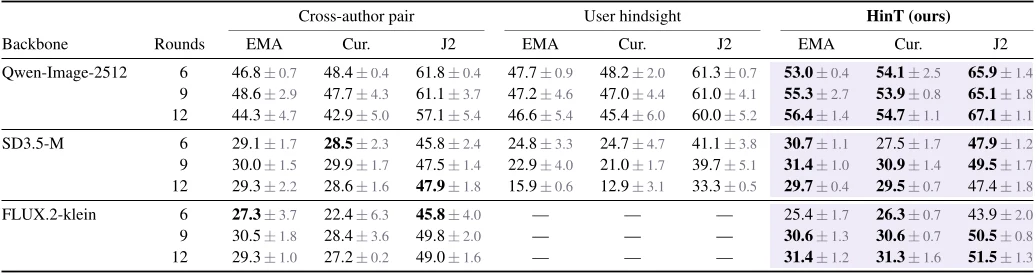 Cross-author pair User hindsight HinT (ours)
Backbone Rounds EMA Cur. J2 EMA Cur. J2 EMA Cur. J2
Qwen-Image-2512 6 46.8 ± 0.7 48.4 ± 0.4 61.8 ± 0.4 47.7 ± 0.9 48.2 ± 2.0 61.3 ± 0.7 53.0 ± 0.4 54.1 ± 2.5 65.9 ± 1.4
9 48.6 ± 2.9 47.7 ± 4.3 61.1 ± 3.7 47.2 ± 4.6 47.0 ± 4.4 61.0 ± 4.1 55.3 ± 2.7 53.9 ± 0.8 65.1 ± 1.8
12 44.3 ± 4.7 42.9 ± 5.0 57.1 ± 5.4 46.6 ± 5.4 45.4 ± 6.0 60.0 ± 5.2 56.4 ± 1.4 54.7 ± 1.1 67.1 ± 1.1
SD3.5-M 6 29.1 ± 1.7 28.5 ± 2.3 45.8 ± 2.4 24.8 ± 3.3 24.7 ± 4.7 41.1 ± 3.8 30.7 ± 1.1 27.5 ± 1.7 47.9 ± 1.2
9 30.0 ± 1.5 29.9 ± 1.7 47.5 ± 1.4 22.9 ± 4.0 21.0 ± 1.7 39.7 ± 5.1 31.4 ± 1.0 30.9 ± 1.4 49.5 ± 1.7
12 29.3 ± 2.2 28.6 ± 1.6 47.9 ± 1.8 15.9 ± 0.6 12.9 ± 3.1 33.3 ± 0.5 29.7 ± 0.4 29.5 ± 0.7 47.4 ± 1.8
FLUX.2-klein 6 27.3 ± 3.7 22.4 ± 6.3 45.8 ± 4.0 — — — 25.4 ± 1.7 26.3 ± 0.7 43.9 ± 2.0
9 30.5 ± 1.8 28.4 ± 3.6 49.8 ± 2.0 — — — 30.6 ± 1.3 30.6 ± 0.7 50.5 ± 0.8
12 29.3 ± 1.0 27.2 ± 0.2 49.0 ± 1.6 — — — 31.4 ± 1.2 31.3 ± 1.6 51.5 ± 1.3